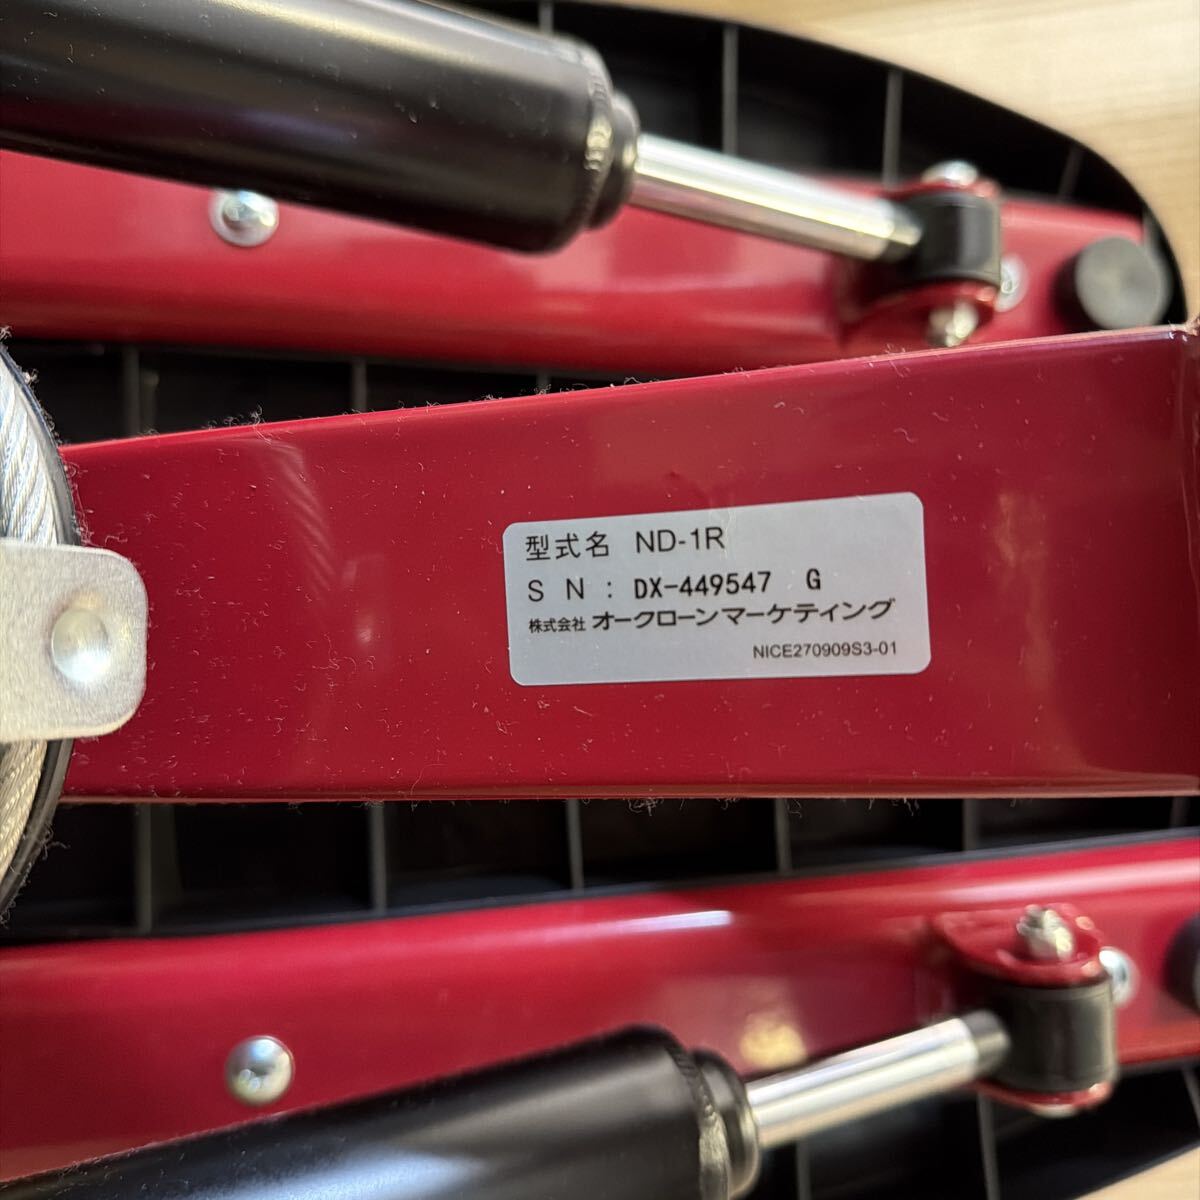 型式名 ND-1R
S N : DX-449547 G
株式会社 オークローンマーケティング
NICE270909S3-01